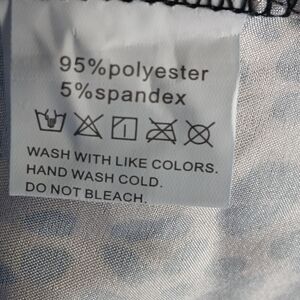 95%polyester
5%spandex
WASH WITH LIKE COLORS.
HAND WASH COLD.
DO NOT BLEACH.